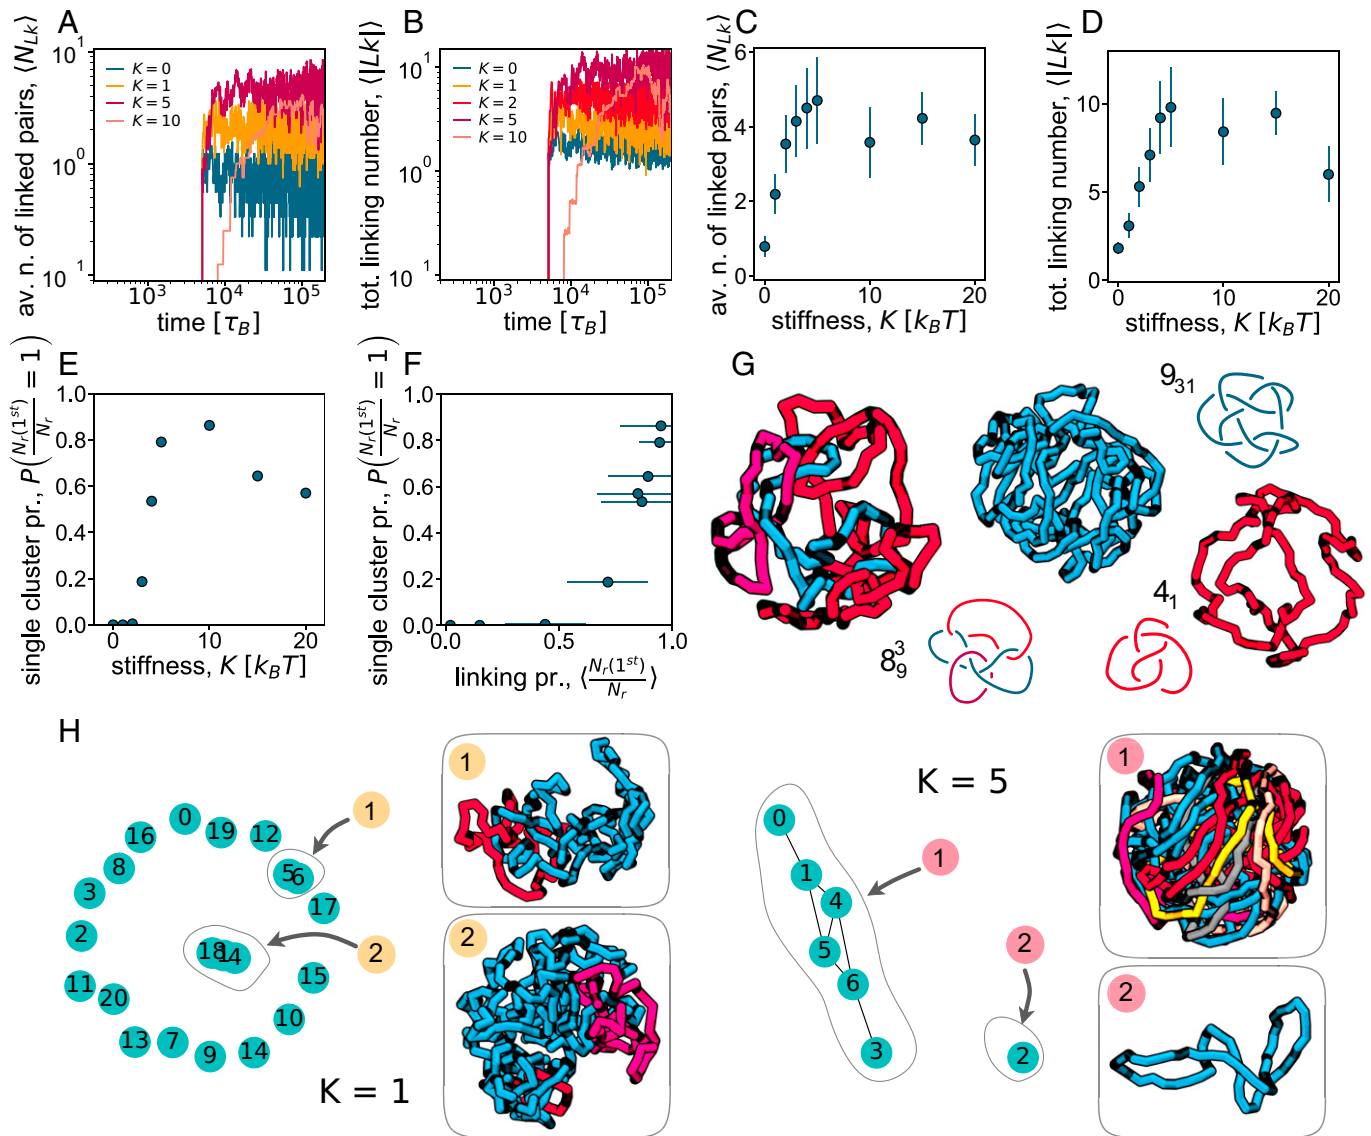 A
av. n. of linked pairs, ⟨N_Lk⟩
10^1
10^0
10^1
K = 0
K = 1
K = 5
K = 10
10^3
10^4
10^5
time [τ_B]
B
tot. linking number, ⟨|Lk|⟩
10^1
10^0
10^1
K = 0
K = 1
K = 2
K = 5
K = 10
10^3
10^4
10^5
time [τ_B]
C
av. n. of linked pairs, ⟨N_Lk⟩
6
4
2
0
0
10
20
stiffness, K [k_BT]
D
tot. linking number, ⟨|Lk|⟩
10
5
0
0
10
20
stiffness, K [k_BT]
E
single cluster pr., P(N_r(1^st)/N_r = 1)
1.0
0.8
0.6
0.4
0.2
0.0
0
10
20
stiffness, K [k_BT]
F
single cluster pr., P(N_r(1^st)/N_r = 1)
1.0
0.8
0.6
0.4
0.2
0.0
0.0
0.5
1.0
linking pr., ⟨N_r(1^st)/N_r⟩
G
9_31
4_1
8^3_9
H
0
19
12
16
8
3
2
11
20
13
7
9
14
10
15
17
5
6
18
14
1
2
K = 1
1
2
K = 5
0
1
4
5
6
3
2
1
2
1
2